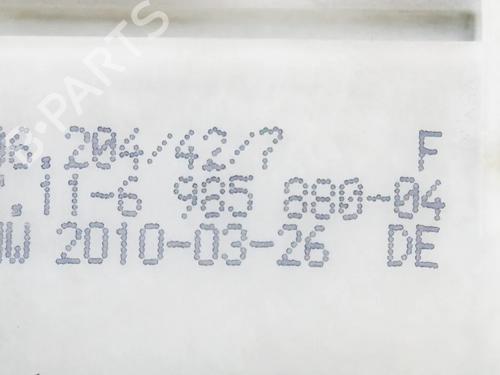 B-PARTS
06.204/42/7 F
.11-6 985 880-04
W 2010-03-26 DE